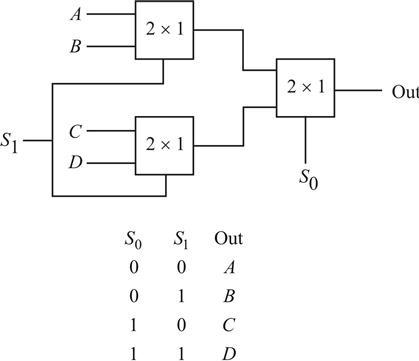 A
B
2 × 1
2 × 1
Out
S1
C
D
2 × 1
S0
S0 S1 Out
0 0 A
0 1 B
1 0 C
1 1 D